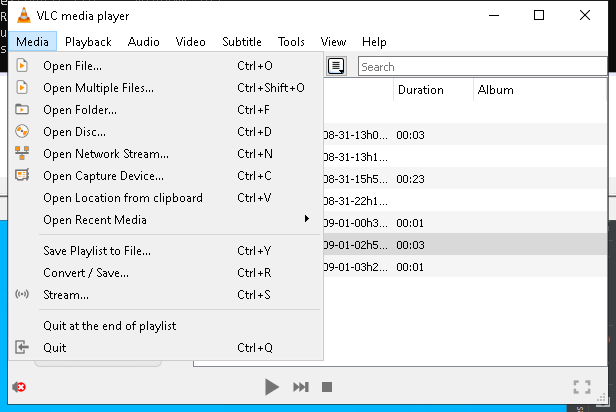 VLC media player
Media Playback Audio Video Subtitle Tools View Help
Open File... Ctrl+O
Search
Open Multiple Files... Ctrl+Shift+O
Duration Album
Open Folder... Ctrl+F
Open Disc... Ctrl+D
08-31-13h0... 00:03
Open Network Stream... Ctrl+N
08-31-13h1...
Open Capture Device... Ctrl+C
08-31-15h5... 00:23
Open Location from clipboard Ctrl+V
08-31-22h1...
Open Recent Media
09-01-00h3... 00:01
Save Playlist to File... Ctrl+Y
09-01-02h5... 00:03
Convert / Save... Ctrl+R
09-01-03h2... 00:01
Stream... Ctrl+S
Quit at the end of playlist
Quit Ctrl+Q